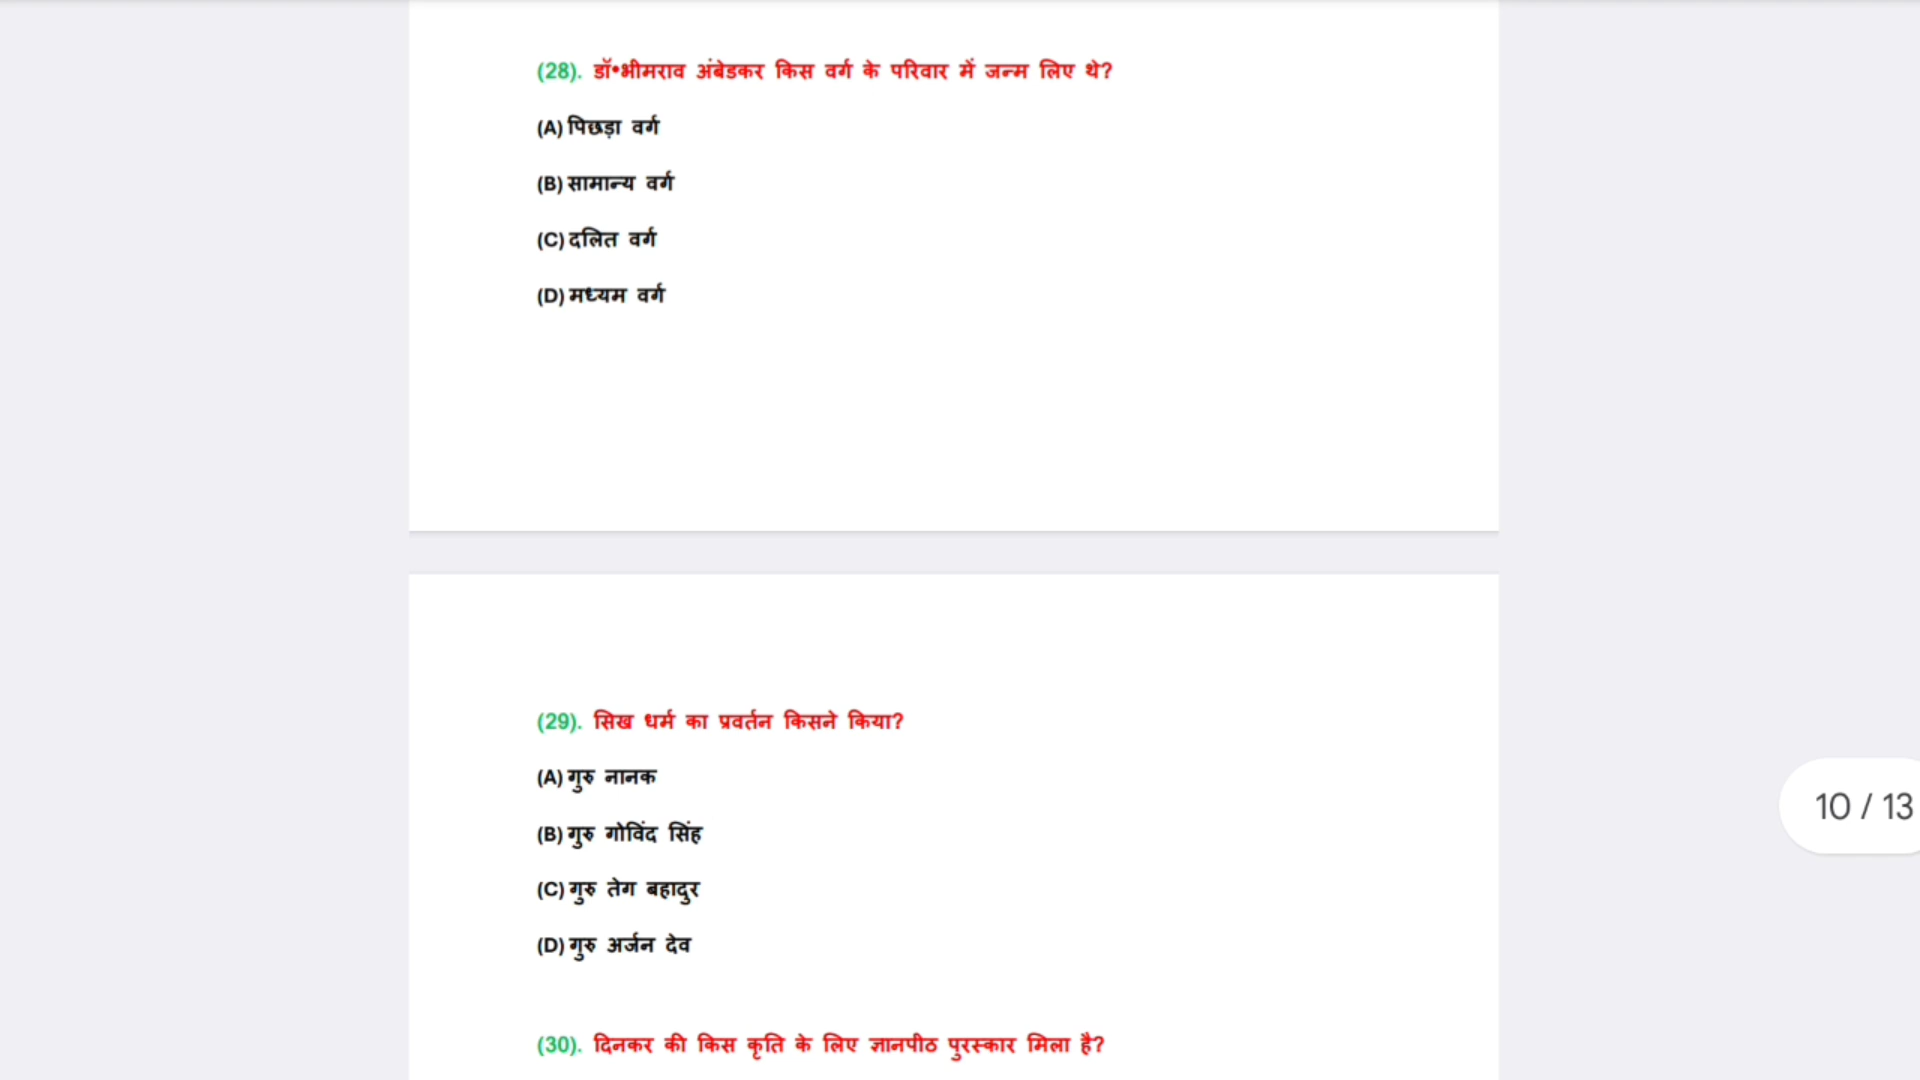 (28). डॉ•भीमराव अंबेडकर किस वर्ग के परिवार में जन्म लिए थे?
(A) पिछड़ा वर्ग
(B) सामान्य वर्ग
(C) दलित वर्ग
(D) मध्यम वर्ग
(29). सिख धर्म का प्रवर्तन किसने किया?
(A) गुरु नानक
(B) गुरु गोविंद सिंह
(C) गुरु तेग बहादुर
(D) गुरु अर्जन देव
10 / 13
(30). दिनकर की किस कृति के लिए ज्ञानपीठ पुरस्कार मिला है?